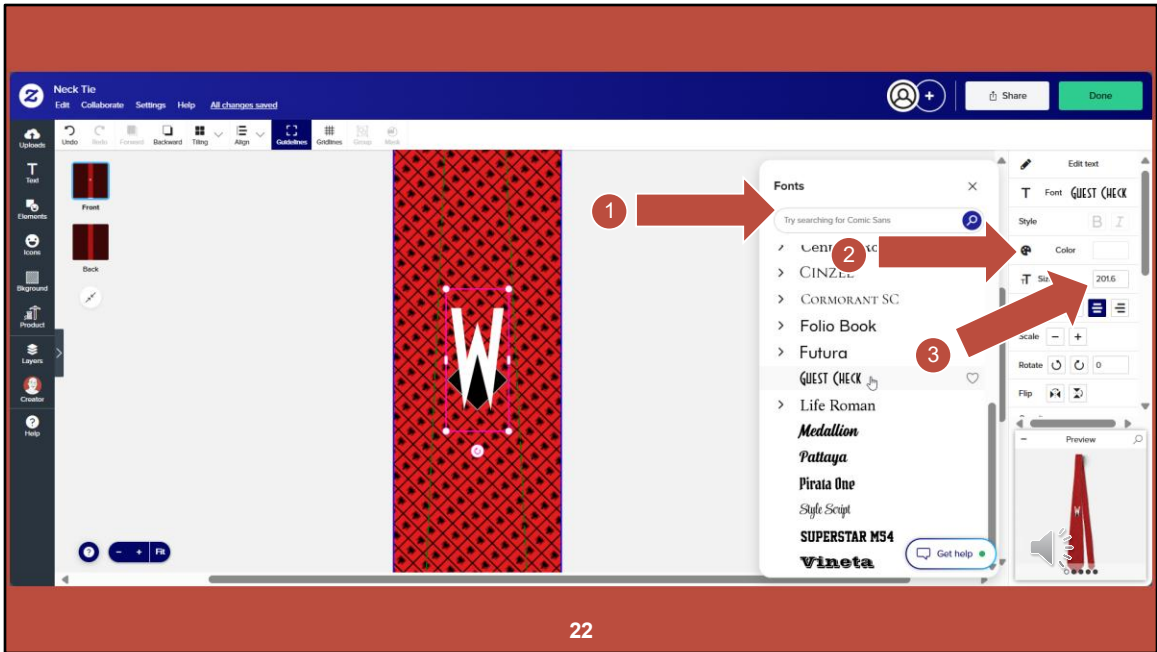 Z
Neck Tie
Edit Collaborate Settings Help All changes saved
+
Share
Done
Uploads
Undo Redo Forward Backward Tiling Align Guidelines Gridlines Group Mask
Text
Elements
Icons
Bkground
Product
Layers
Creator
Help
Front
Back
W
? - + Fit
1
2
3
Fonts
Try searching for Comic Sans
CINZEL
CORMORANT SC
Folio Book
Futura
GUEST CHECK
Life Roman
Medallion
Pattaya
Pirata One
Style Script
SUPERSTAR M54
Vineta
Get help
Edit text
T Font GUEST CHECK
Style B I
Color
201.6
Scale - +
Rotate 0
Flip
Preview
W
22